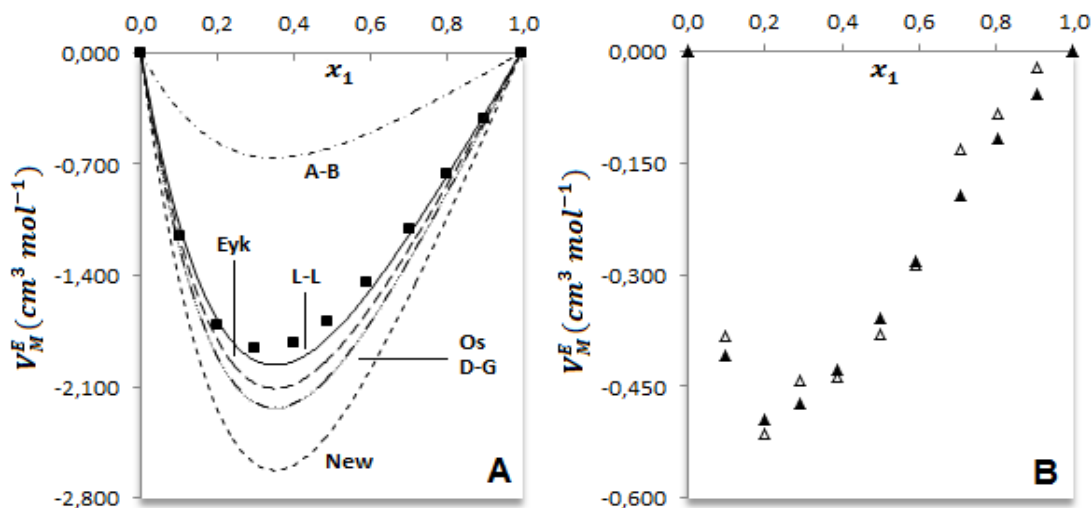 0,0 0,2 0,4 0,6 0,8 1,0
x₁
0,000
-0,700
-1,400
-2,100
-2,800
V_M^E (cm³ mol⁻¹)
A-B
Eyk
L-L
Os
D-G
New
A
0,0 0,2 0,4 0,6 0,8 1,0
x₁
0,000
-0,150
-0,300
-0,450
-0,600
V_M^E (cm³ mol⁻¹)
B